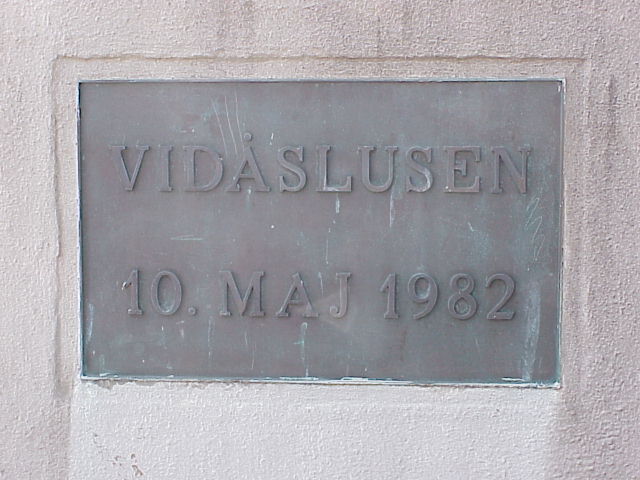 VIDÅSLUSEN
10. MAJ 1982